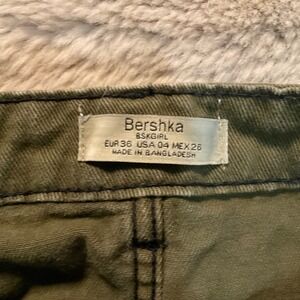 Bershka
BSKGIRL
EUR 36 USA 04 MEX 26
MADE IN BANGLADESH